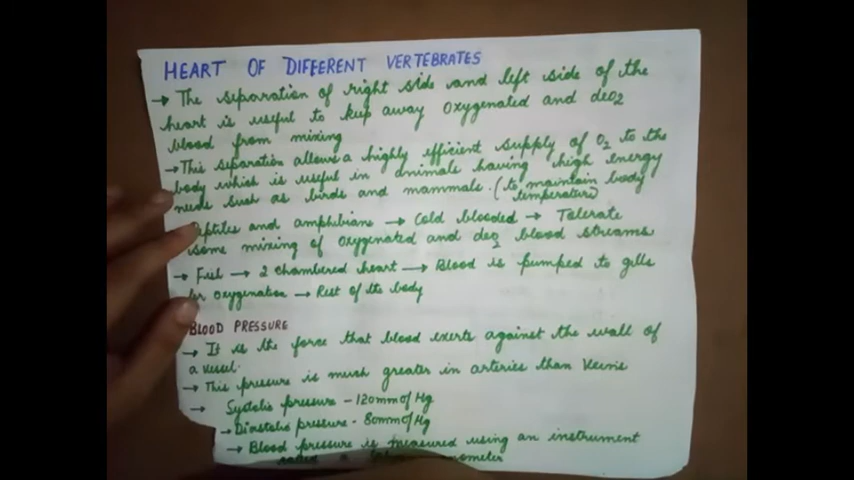 HEART OF DIFFERENT VERTEBRATES
→ The separation of right side and left side of the
heart is useful to keep away oxygenated and deo2
blood from mixing
→ This separation allows a highly efficient supply of O2 to the
body which is useful in animals having high energy
needs such as birds and mammals. (to maintain body
temperature)
Reptiles and amphibians → Cold blooded → Tolerate
some mixing of oxygenated and deo2 blood streams
→ Fish → 2 chambered heart → Blood is pumped to gills
for oxygenation → Rest of the body
BLOOD PRESSURE
→ It is the force that blood exerts against the wall of
a vessel.
→ This pressure is much greater in arteries than veins
→ Systolic pressure - 120mm of Hg
→ Diastolic pressure - 80mm of Hg
→ Blood pressure is measured using an instrument
called a